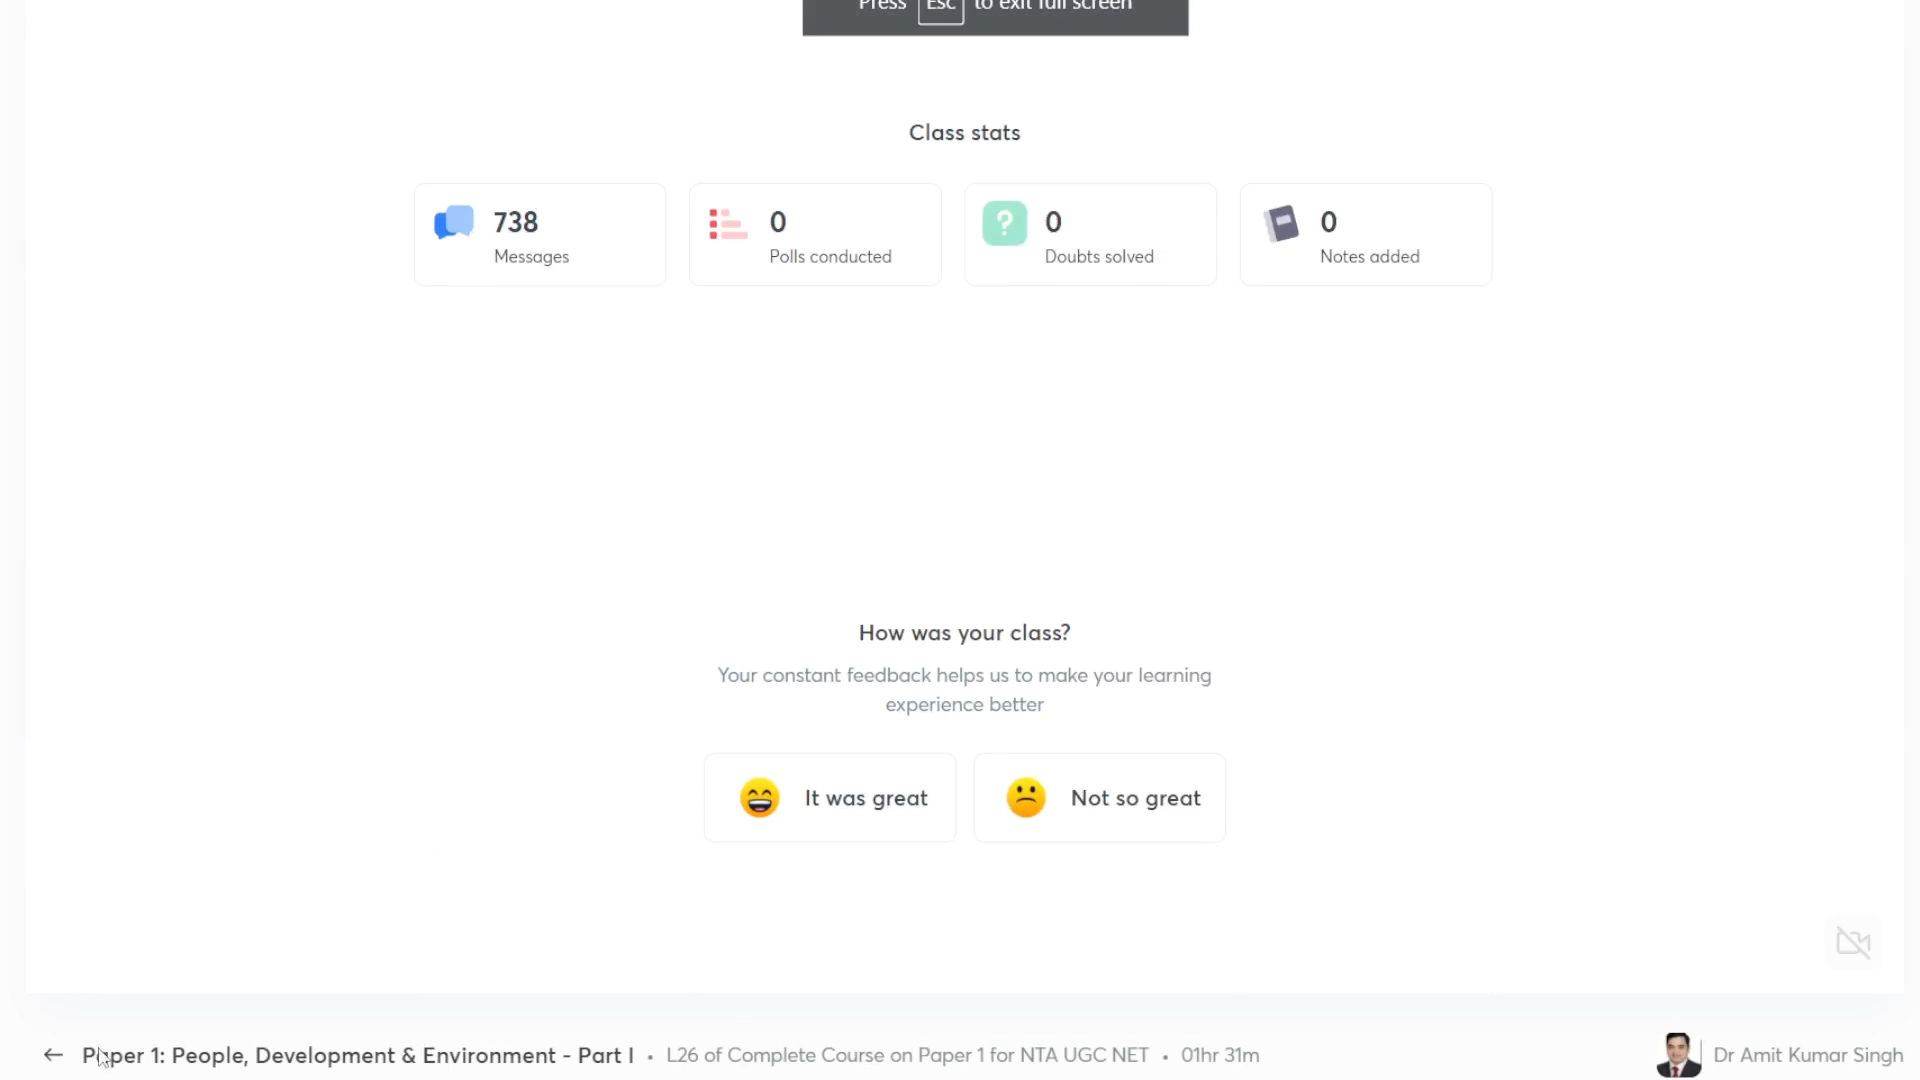 Press Esc to exit full screen
Class stats
738
Messages
0
Polls conducted
0
Doubts solved
0
Notes added
How was your class?
Your constant feedback helps us to make your learning
experience better
It was great
Not so great
Paper 1: People, Development & Environment - Part I • L26 of Complete Course on Paper 1 for NTA UGC NET • 01hr 31m
Dr Amit Kumar Singh